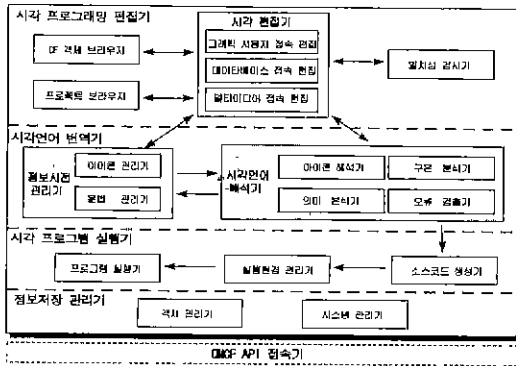 시각 프로그래밍 편집기
시각 편집기
그래픽 사용자 접속 편집
데이타베이스 접속 편집
멀티미디어 접속 편집
객체 브라우저
프로젝트 브라우저
일치성 감시기
시각언어 번역기
정보사전
관리기
아이콘 관리기
문법 관리기
시각언어
해석기
아이콘 해석기
구문 분석기
의미 분석기
오류 검출기
시각 프로그램 실행기
프로그램 실행기
실행환경 관리기
소스코드 생성기
정보저장 관리기
객체 관리기
시스템 관리기
API 접속기